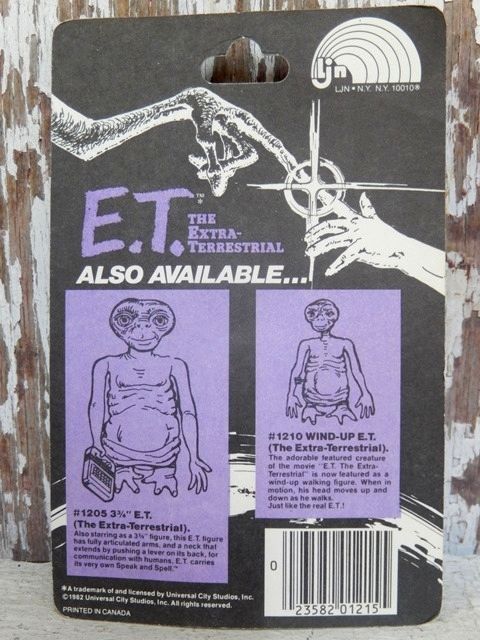 ljn
LJN • N.Y. N.Y. 10010®
E.T.™
*
THE
EXTRA-
TERRESTRIAL
ALSO AVAILABLE...
#1205 3¾" E.T.
(The Extra-Terrestrial).
Also starring as a 3¾" figure, this E.T. figure
has fully articulated arms, and a neck that
extends by pushing a lever on its back, for
communication with humans, E.T. carries
its very own Speak and Spell.™
#1210 WIND-UP E.T.
(The Extra-Terrestrial).
The adorable featured creature
of the movie "E.T. The Extra-
Terrestrial" is now featured as a
wind-up walking figure. When in
motion, his head moves up and
down as he walks.
Just like the real E.T.!
*A trademark of and licensed by Universal City Studios, Inc.
©1982 Universal City Studios, Inc. All rights reserved.
PRINTED IN CANADA
0
23582 01215